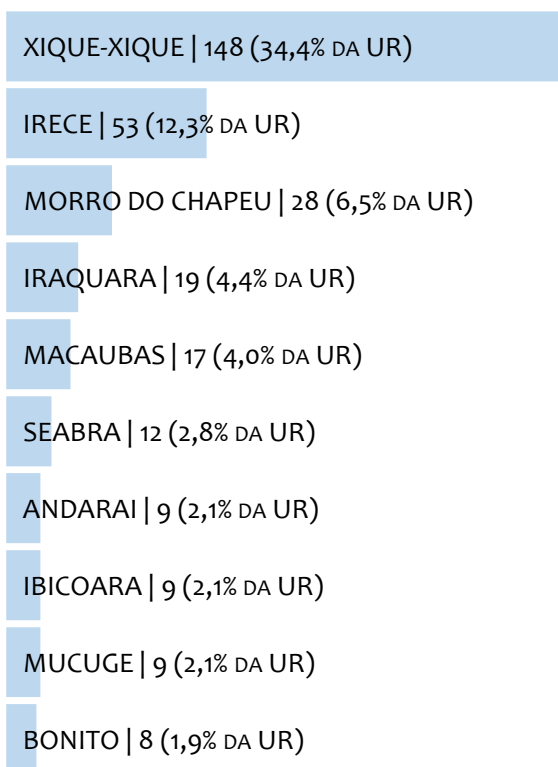 XIQUE-XIQUE | 148 (34,4% DA UR)
IRECE | 53 (12,3% DA UR)
MORRO DO CHAPEU | 28 (6,5% DA UR)
IRAQUARA | 19 (4,4% DA UR)
MACAUBAS | 17 (4,0% DA UR)
SEABRA | 12 (2,8% DA UR)
ANDARAI | 9 (2,1% DA UR)
IBICOARA | 9 (2,1% DA UR)
MUCUGE | 9 (2,1% DA UR)
BONITO | 8 (1,9% DA UR)